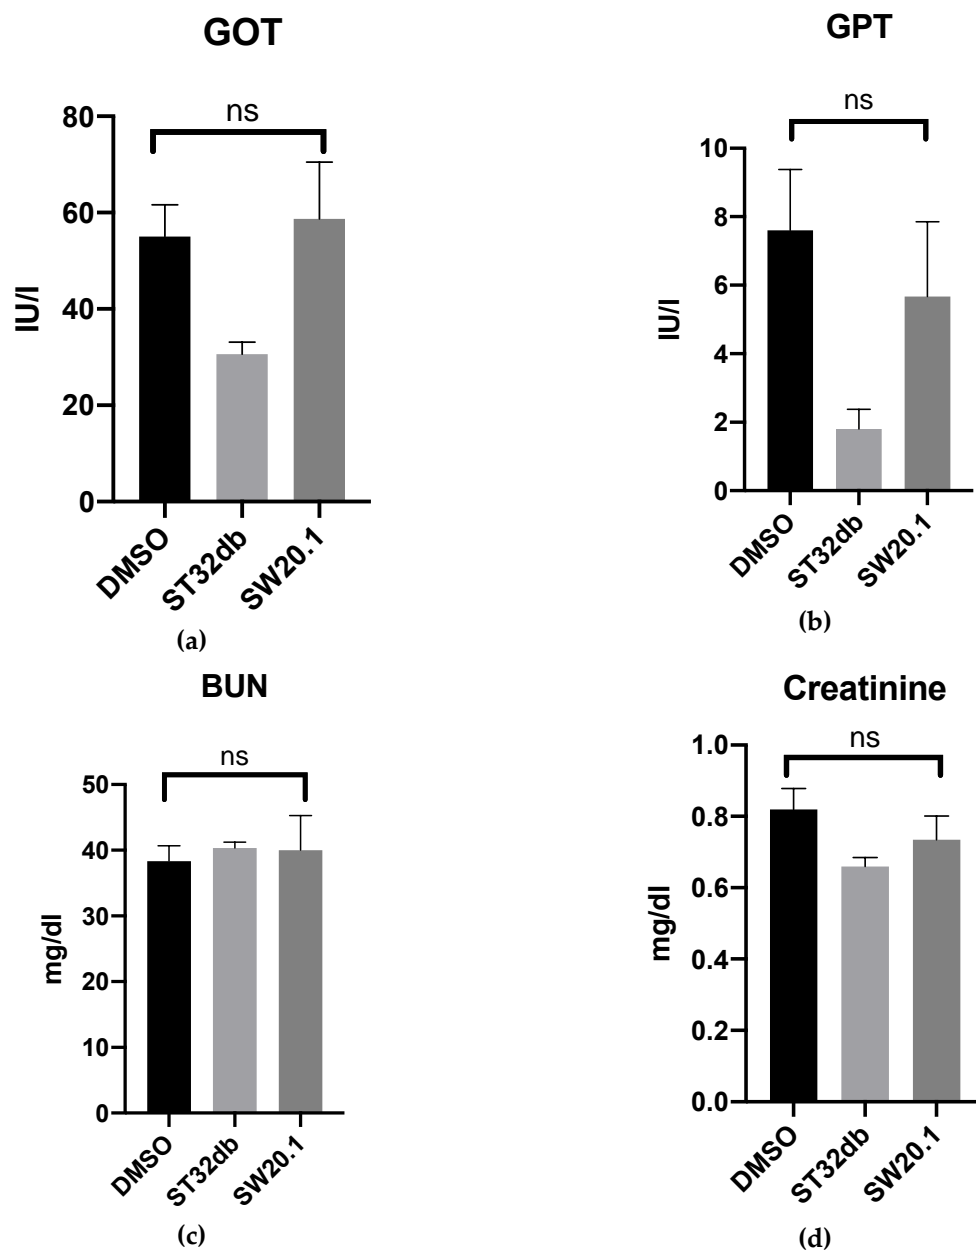 GOT
ns
80
60
40
20
0
IU/l
DMSO
ST32db
SW20.1
(a)
GPT
ns
10
8
6
4
2
0
IU/l
DMSO
ST32db
SW20.1
(b)
BUN
ns
50
40
30
20
10
0
mg/dl
DMSO
ST32db
SW20.1
(c)
Creatinine
ns
1.0
0.8
0.6
0.4
0.2
0.0
mg/dl
DMSO
ST32db
SW20.1
(d)